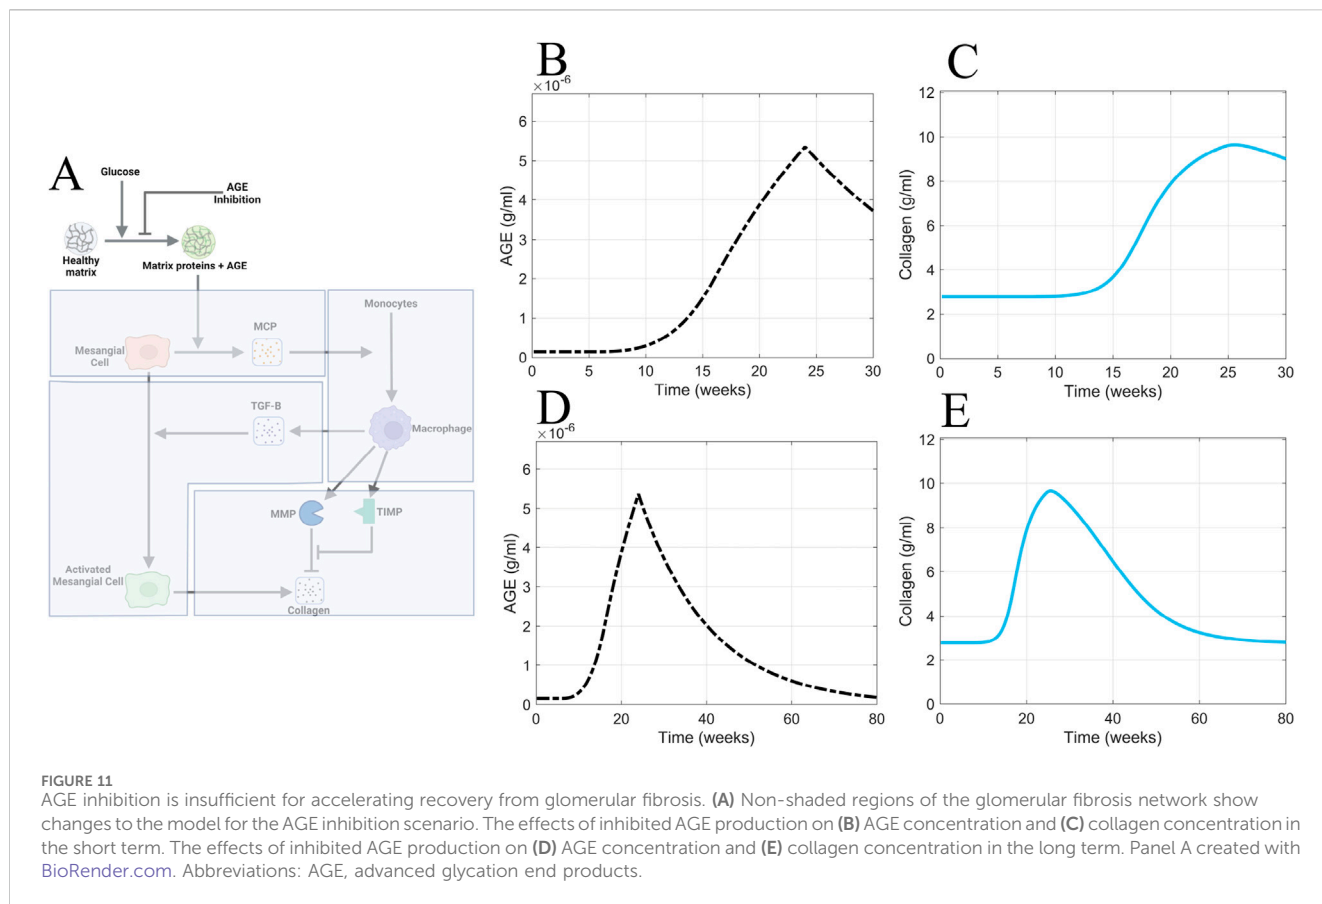 A
Glucose
AGE
Inhibition
Healthy
matrix
Matrix proteins + AGE
Monocytes
MCP
Mesangial
Cell
TGF-B
Macrophage
MMP
TIMP
Activated
Mesangial Cell
Collagen
B
×10⁻⁶
AGE (g/ml)
6
5
4
3
2
1
0
0 5 10 15 20 25 30
Time (weeks)
C
Collagen (g/ml)
12
10
8
6
4
2
0
0 5 10 15 20 25 30
Time (weeks)
D
×10⁻⁶
AGE (g/ml)
6
5
4
3
2
1
0
0 20 40 60 80
Time (weeks)
E
Collagen (g/ml)
12
10
8
6
4
2
0
0 20 40 60 80
Time (weeks)
FIGURE 11
AGE inhibition is insufficient for accelerating recovery from glomerular fibrosis. (A) Non-shaded regions of the glomerular fibrosis network show
changes to the model for the AGE inhibition scenario. The effects of inhibited AGE production on (B) AGE concentration and (C) collagen concentration in
the short term. The effects of inhibited AGE production on (D) AGE concentration and (E) collagen concentration in the long term. Panel A created with
BioRender.com. Abbreviations: AGE, advanced glycation end products.